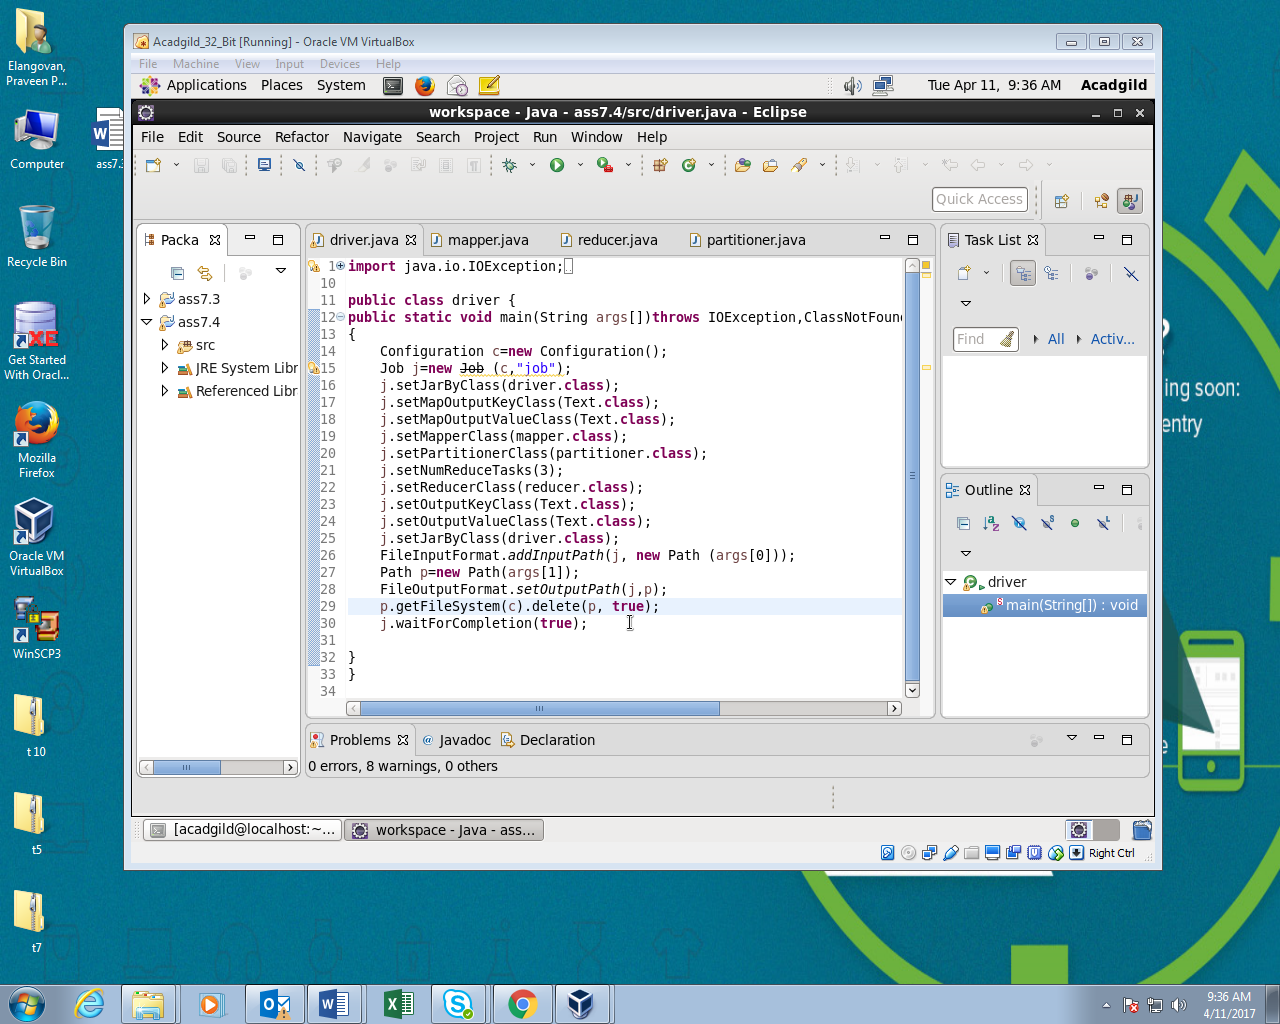 Elangovan,
Praveen P...
Computer
ass7.
Recycle Bin
Get Started
With Oracl...
Mozilla
Firefox
Oracle VM
VirtualBox
WinSCP3
t 10
t5
t7
Acadgild_32_Bit [Running] - Oracle VM VirtualBox
File Machine View Input Devices Help
Applications Places System
Tue Apr 11, 9:36 AM Acadgild
workspace - Java - ass7.4/src/driver.java - Eclipse
File Edit Source Refactor Navigate Search Project Run Window Help
Quick Access
Packa
ass7.3
ass7.4
src
JRE System Libr
Referenced Libr
driver.java mapper.java reducer.java partitioner.java
1 import java.io.IOException;
10
11 public class driver {
12 public static void main(String args[])throws IOException,ClassNotFoun
13 {
14 Configuration c=new Configuration();
15 Job j=new Job (c,"job");
16 j.setJarByClass(driver.class);
17 j.setMapOutputKeyClass(Text.class);
18 j.setMapOutputValueClass(Text.class);
19 j.setMapperClass(mapper.class);
20 j.setPartitionerClass(partitioner.class);
21 j.setNumReduceTasks(3);
22 j.setReducerClass(reducer.class);
23 j.setOutputKeyClass(Text.class);
24 j.setOutputValueClass(Text.class);
25 j.setJarByClass(driver.class);
26 FileInputFormat.addInputPath(j, new Path (args[0]));
27 Path p=new Path(args[1]);
28 FileOutputFormat.setOutputPath(j,p);
29 p.getFileSystem(c).delete(p, true);
30 j.waitForCompletion(true);
31
32 }
33 }
34
Task List
Find All Activ...
Outline
driver
main(String[]) : void
Problems Javadoc Declaration
0 errors, 8 warnings, 0 others
[acadgild@localhost:~... workspace - Java - ass...
Right Ctrl
ing soon:
entry
9:36 AM
4/11/2017